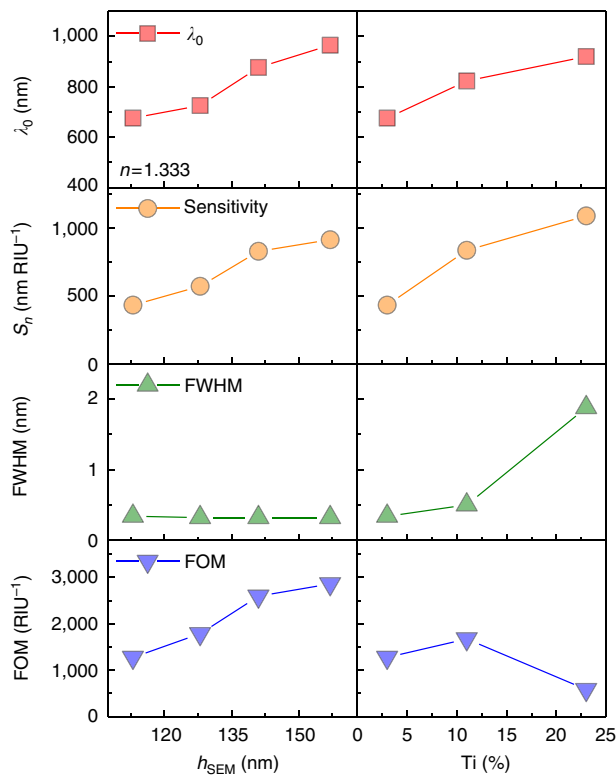 1,000
800
600
400
λ0 (nm)
λ0
n=1.333
1,000
500
0
Sn (nm RIU−1)
Sensitivity
2
1
0
FWHM (nm)
FWHM
3,000
2,000
1,000
0
FOM (RIU−1)
FOM
120 135 150 0 5 10 15 20 25
hSEM (nm) Ti (%)